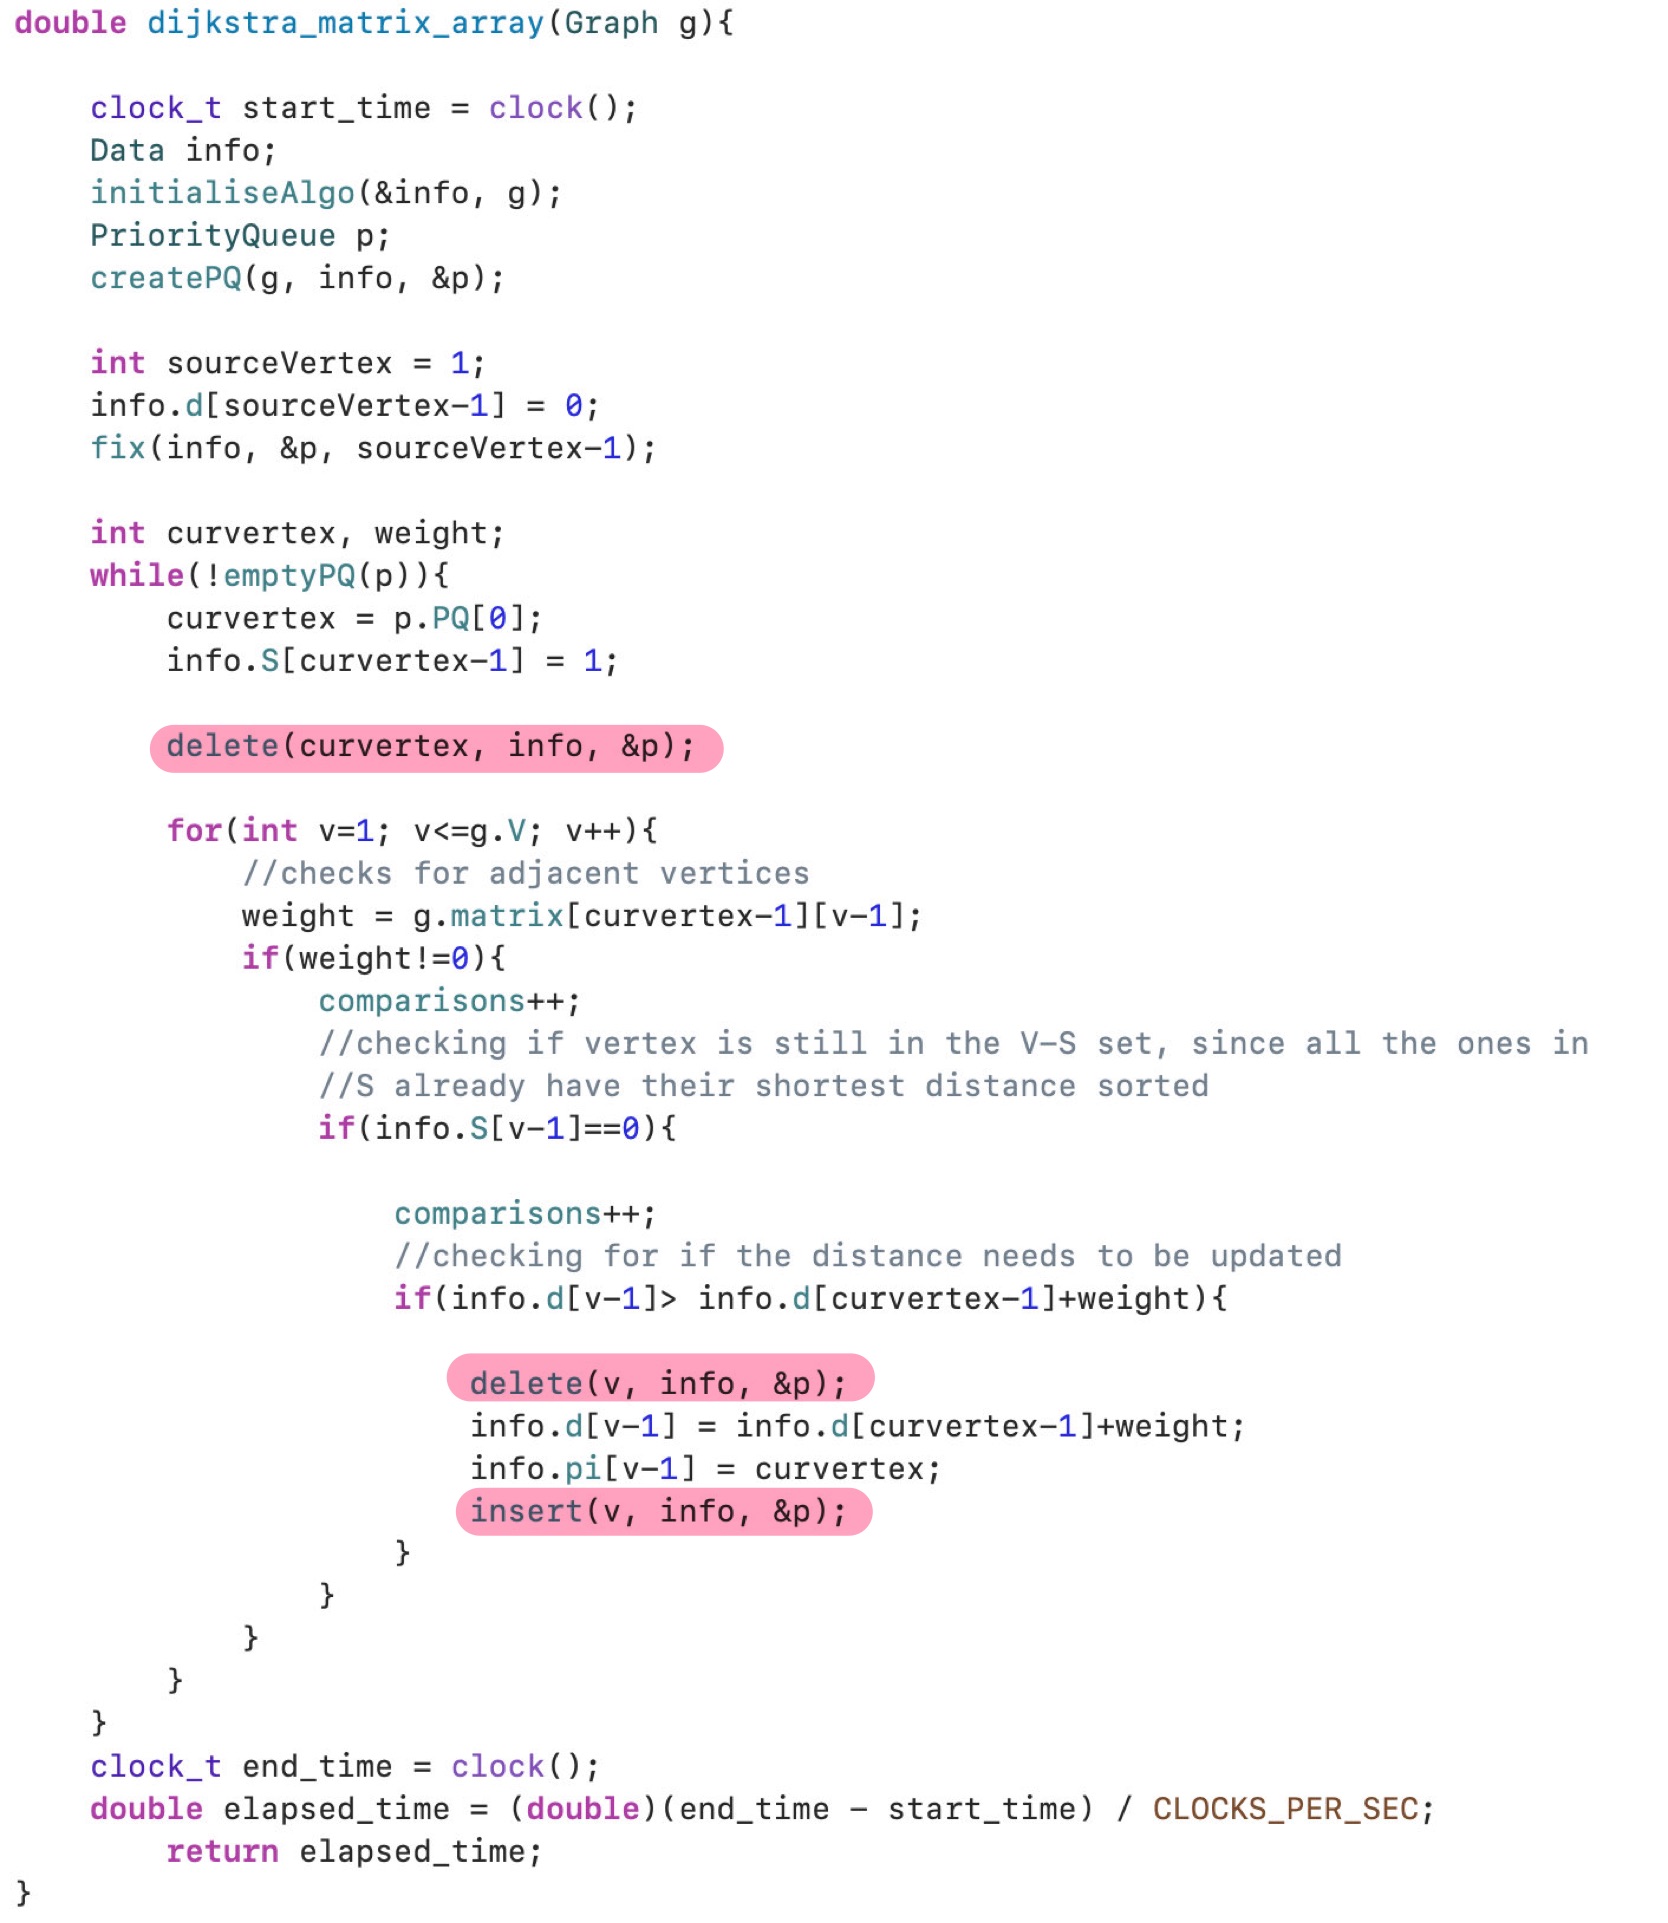 double dijkstra_matrix_array(Graph g){
clock_t start_time = clock();
Data info;
initialiseAlgo(&info, g);
PriorityQueue p;
createPQ(g, info, &p);
int sourceVertex = 1;
info.d[sourceVertex-1] = 0;
fix(info, &p, sourceVertex-1);
int curvertex, weight;
while(!emptyPQ(p)){
curvertex = p.PQ[0];
info.S[curvertex-1] = 1;
delete(curvertex, info, &p);
for(int v=1; v<=g.V; v++){
//checks for adjacent vertices
weight = g.matrix[curvertex-1][v-1];
if(weight!=0){
comparisons++;
//checking if vertex is still in the V-S set, since all the ones in
//S already have their shortest distance sorted
if(info.S[v-1]==0){
comparisons++;
//checking for if the distance needs to be updated
if(info.d[v-1]> info.d[curvertex-1]+weight){
delete(v, info, &p);
info.d[v-1] = info.d[curvertex-1]+weight;
info.pi[v-1] = curvertex;
insert(v, info, &p);
}
}
}
}
}
clock_t end_time = clock();
double elapsed_time = (double)(end_time - start_time) / CLOCKS_PER_SEC;
return elapsed_time;
}